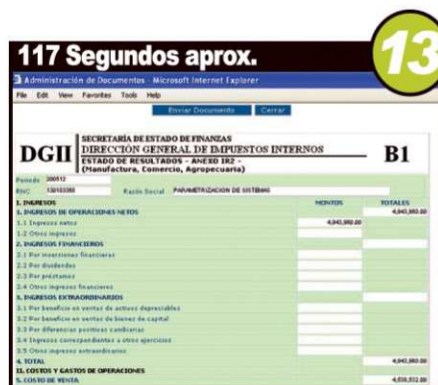 117 Segundos aprox.
13
Administración de Documentos - Microsoft Internet Explorer
File Edit View Favorites Tools Help
Enviar Documento Cerrar
SECRETARÍA DE ESTADO DE FINANZAS
DGII DIRECCIÓN GENERAL DE IMPUESTOS INTERNOS B1
ESTADO DE RESULTADOS - ANEXO IR2 -
(Manufactura, Comercio, Agropecuaria)
Periodo 200512
RNC Razón Social PARAMETRIZACION DE SISTEMAS
I. INGRESOS MONTOS TOTALES
1. INGRESOS DE OPERACIONES NETOS
1.1 Ingresos netos
1.2 Otros ingresos
2. INGRESOS FINANCIEROS
2.1 Por inversiones financieras
2.2 Por dividendos
2.3 Por préstamos
2.4 Otros ingresos financieros
3. INGRESOS EXTRAORDINARIOS
3.1 Por beneficio en ventas de activos depreciables
3.2 Por beneficio en ventas de bienes de capital
3.3 Por diferencias positivas cambiarias
3.4 Ingresos correspondientes a otros ejercicios
3.5 Otros ingresos extraordinarios
4. TOTAL
II. COSTOS Y GASTOS DE OPERACIONES
5. COSTO DE VENTA